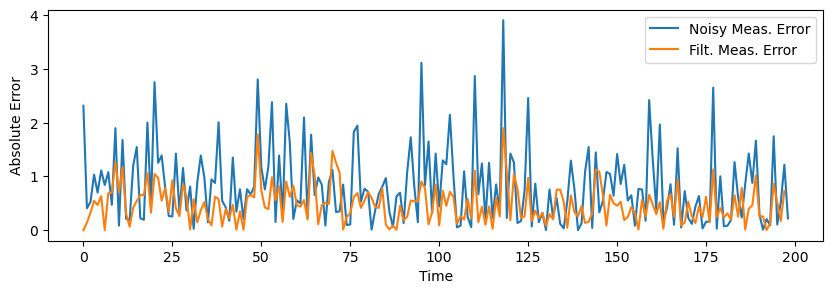 4
3
2
1
0
Absolute Error
Noisy Meas. Error
Filt. Meas. Error
0 25 50 75 100 125 150 175 200
Time